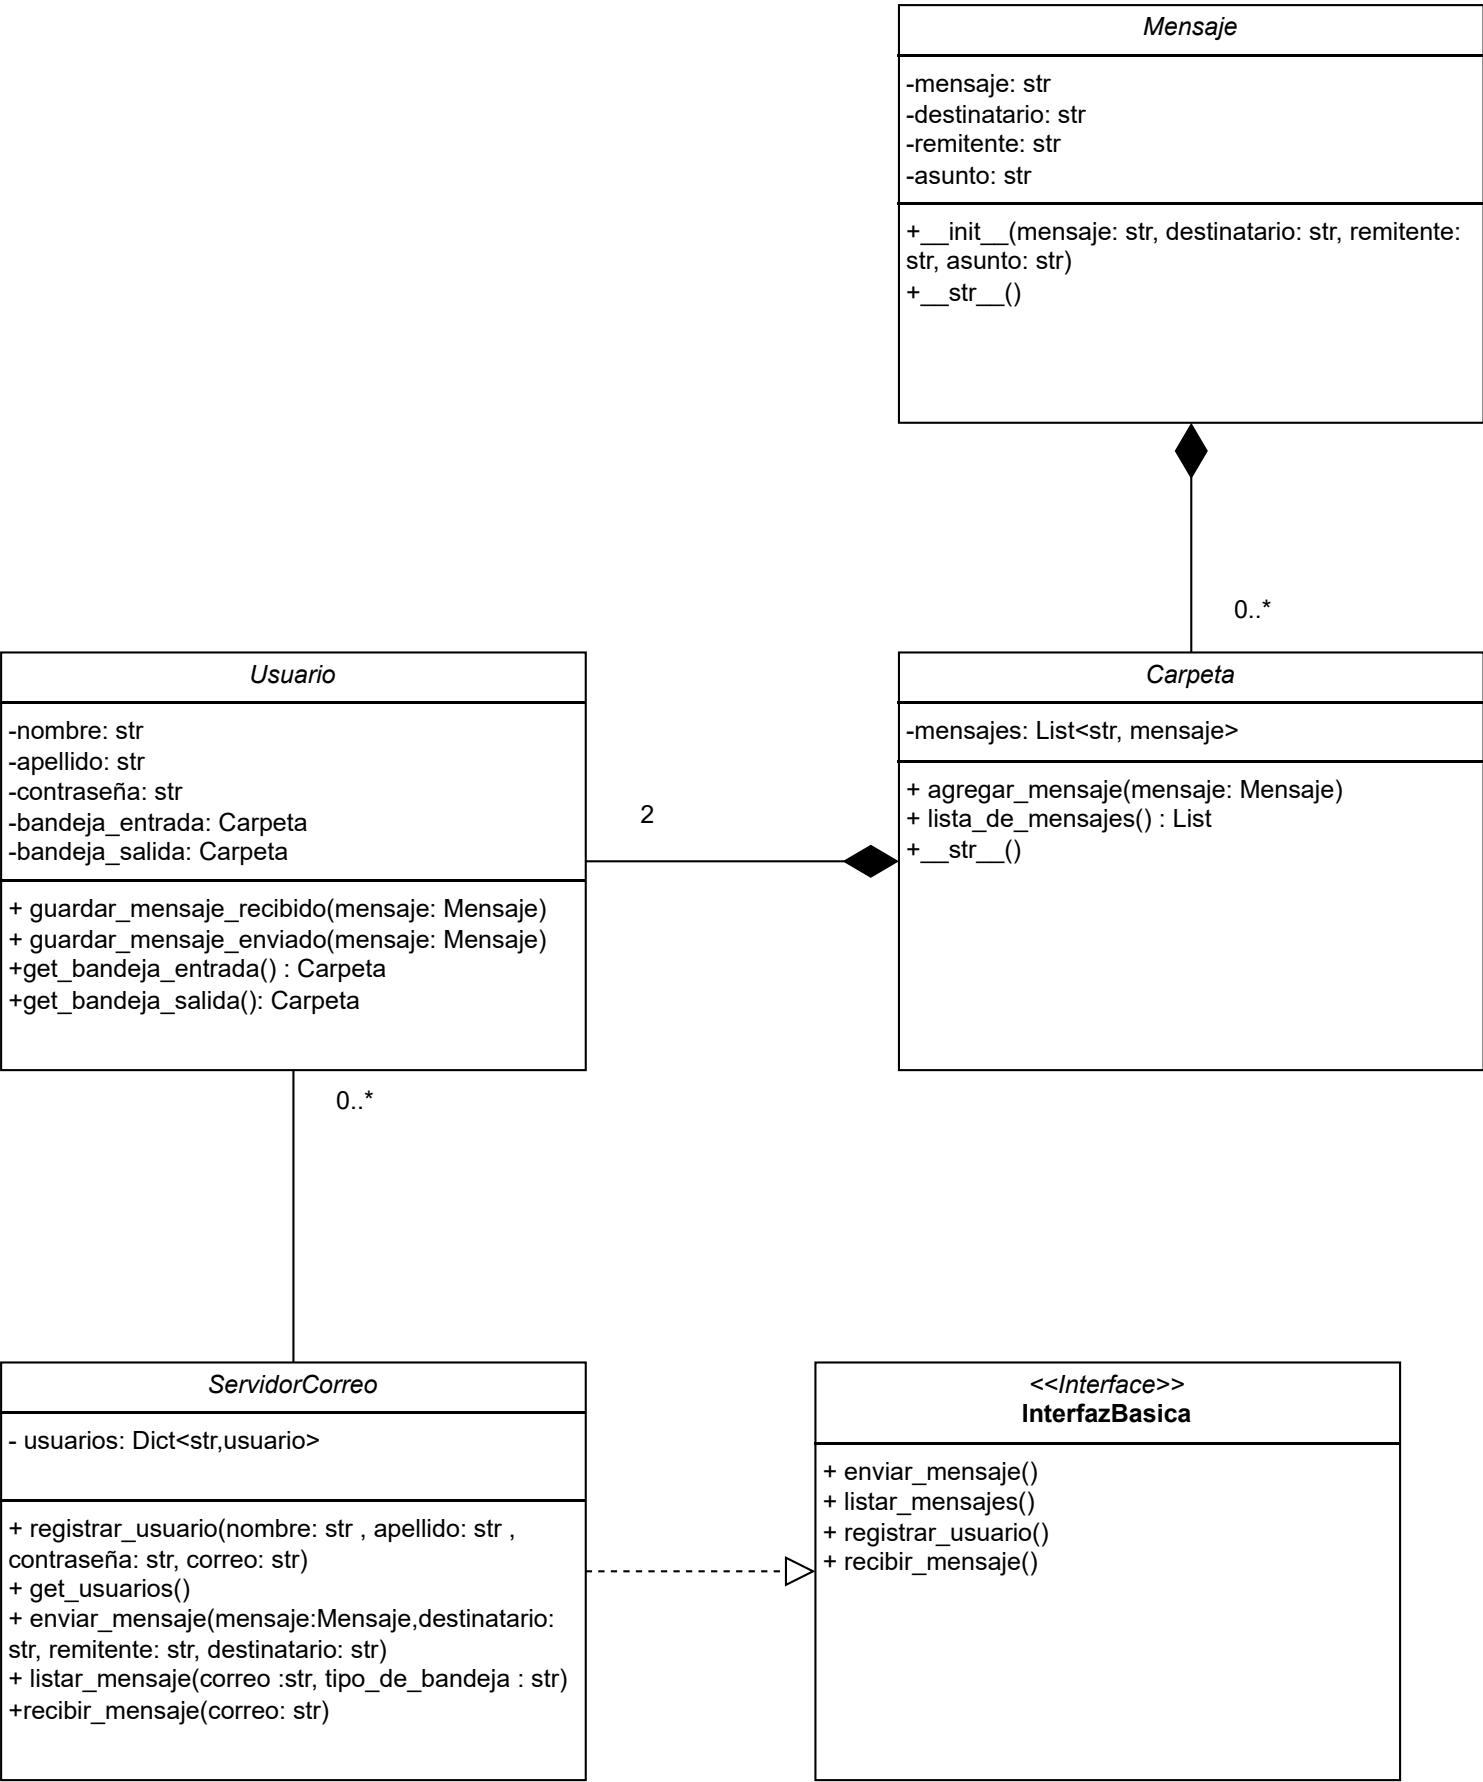 Mensaje
-mensaje: str
-destinatario: str
-remitente: str
-asunto: str
+__init__(mensaje: str, destinatario: str, remitente:
str, asunto: str)
+__str__()
0..*
Usuario
-nombre: str
-apellido: str
-contraseña: str
-bandeja_entrada: Carpeta
-bandeja_salida: Carpeta
+ guardar_mensaje_recibido(mensaje: Mensaje)
+ guardar_mensaje_enviado(mensaje: Mensaje)
+get_bandeja_entrada() : Carpeta
+get_bandeja_salida(): Carpeta
2
Carpeta
-mensajes: List<str, mensaje>
+ agregar_mensaje(mensaje: Mensaje)
+ lista_de_mensajes() : List
+__str__()
0..*
ServidorCorreo
- usuarios: Dict<str,usuario>
+ registrar_usuario(nombre: str , apellido: str ,
contraseña: str, correo: str)
+ get_usuarios()
+ enviar_mensaje(mensaje:Mensaje,destinatario:
str, remitente: str, destinatario: str)
+ listar_mensaje(correo :str, tipo_de_bandeja : str)
+recibir_mensaje(correo: str)
<<Interface>>
InterfazBasica
+ enviar_mensaje()
+ listar_mensajes()
+ registrar_usuario()
+ recibir_mensaje()